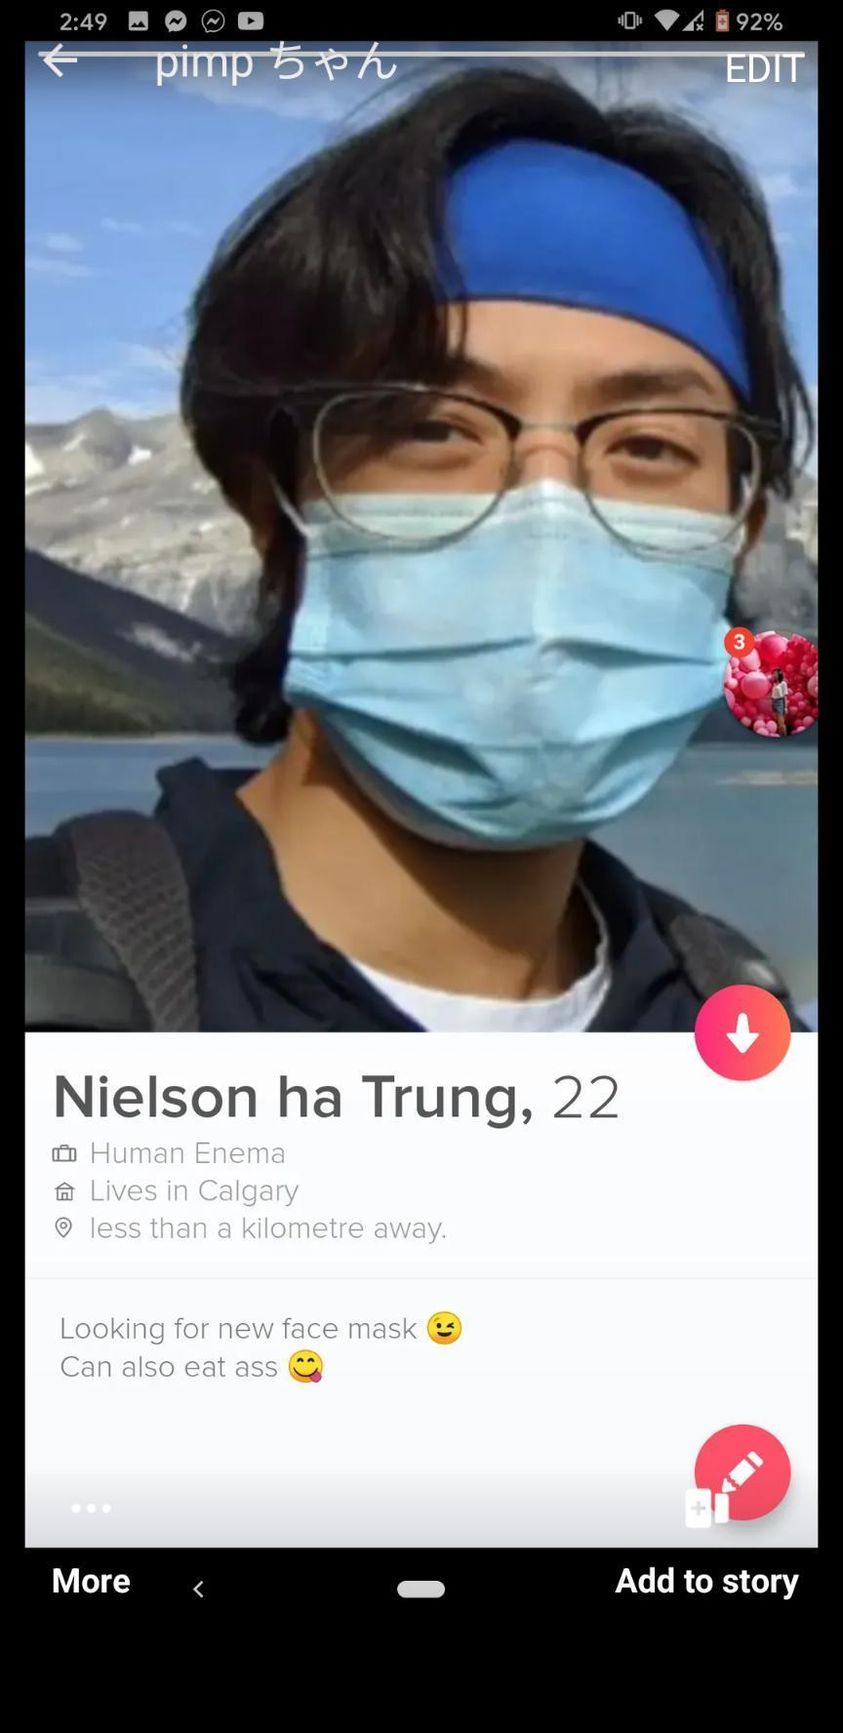 2:49
92%
pimp ちゃん
EDIT
3
Nielson ha Trung, 22
Human Enema
Lives in Calgary
less than a kilometre away.
Looking for new face mask 😉
Can also eat ass 😋
More
Add to story